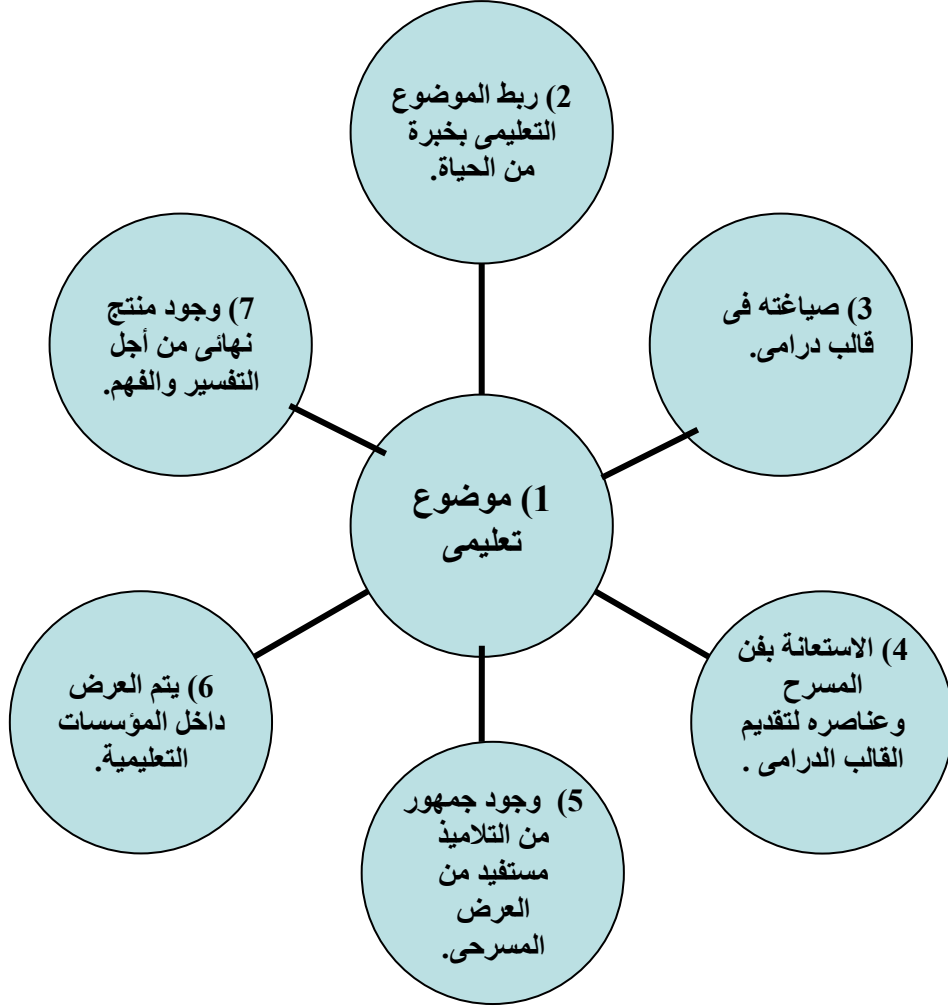 1) موضوع
تعليمى
2) ربط الموضوع
التعليمى بخبرة
من الحياة.
3) صياغته فى
قالب درامى.
4) الاستعانة بفن
المسرح
وعناصره لتقديم
القالب الدرامى .
5) وجود جمهور
من التلاميذ
مستفيد من
العرض
المسرحى.
6) يتم العرض
داخل المؤسسات
التعليمية.
7) وجود منتج
نهائى من أجل
التفسير والفهم.